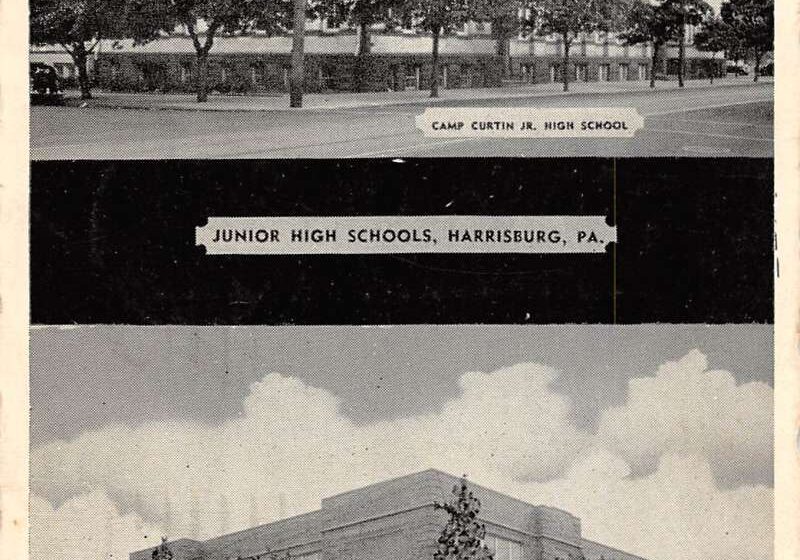 CAMP CURTIN JR. HIGH SCHOOL
JUNIOR HIGH SCHOOLS, HARRISBURG, PA.